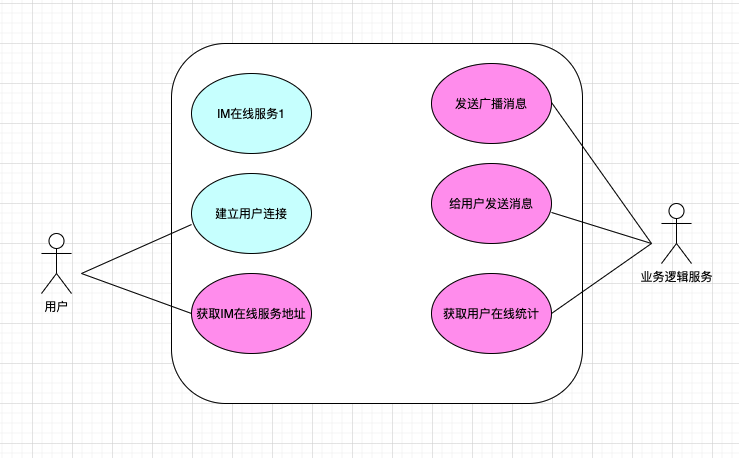 IM在线服务1
发送广播消息
建立用户连接
给用户发送消息
用户
业务逻辑服务
获取IM在线服务地址
获取用户在线统计